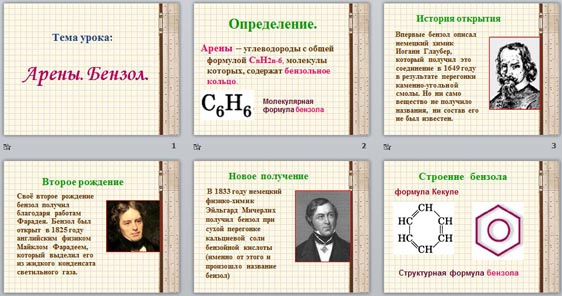 Тема урока:
Арены. Бензол.
1
Определение.
Арены – углеводороды с общей
формулой CnH2n-6, молекулы
которых, содержат бензольное
кольцо
C6H6
Молекулярная
формула бензола
2
История открытия
Впервые бензол описал
немецкий химик
Иоганн Глаубер,
который получил это
соединение в 1649 году
в результате перегонки
каменно-угольной
смолы. Но ни само
вещество не получило
названия, ни состав его
не был известен.
3
Второе рождение
Своё второе рождение
бензол получил
благодаря работам
Фарадея. Бензол был
открыт в 1825 году
английским физиком
Майклом Фарадеем,
который выделил его
из жидкого конденсата
светильного газа.
4
Новое получение
В 1833 году немецкий
физико-химик
Эйльгард Мичерлих
получил бензол при
сухой перегонке
кальциевой соли
бензойной кислоты
(именно от этого и
произошло название
бензол)
5
Строение бензола
формула Кекуле
CH
HC CH
HC CH
CH
Структурная формула бензола
6